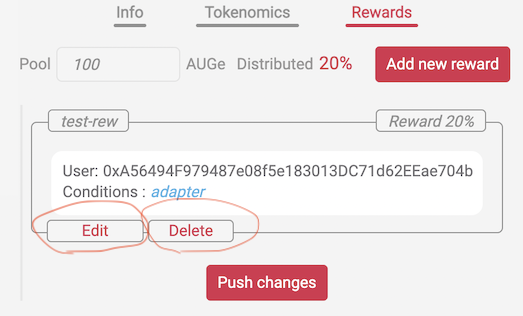 Info Tokenomics Rewards
Pool 100 AUGe Distributed 20% Add new reward
test-rew Reward 20%
User: 0xA56494F979487e08f5e183013DC71d62EEae704b
Conditions : adapter
Edit Delete
Push changes